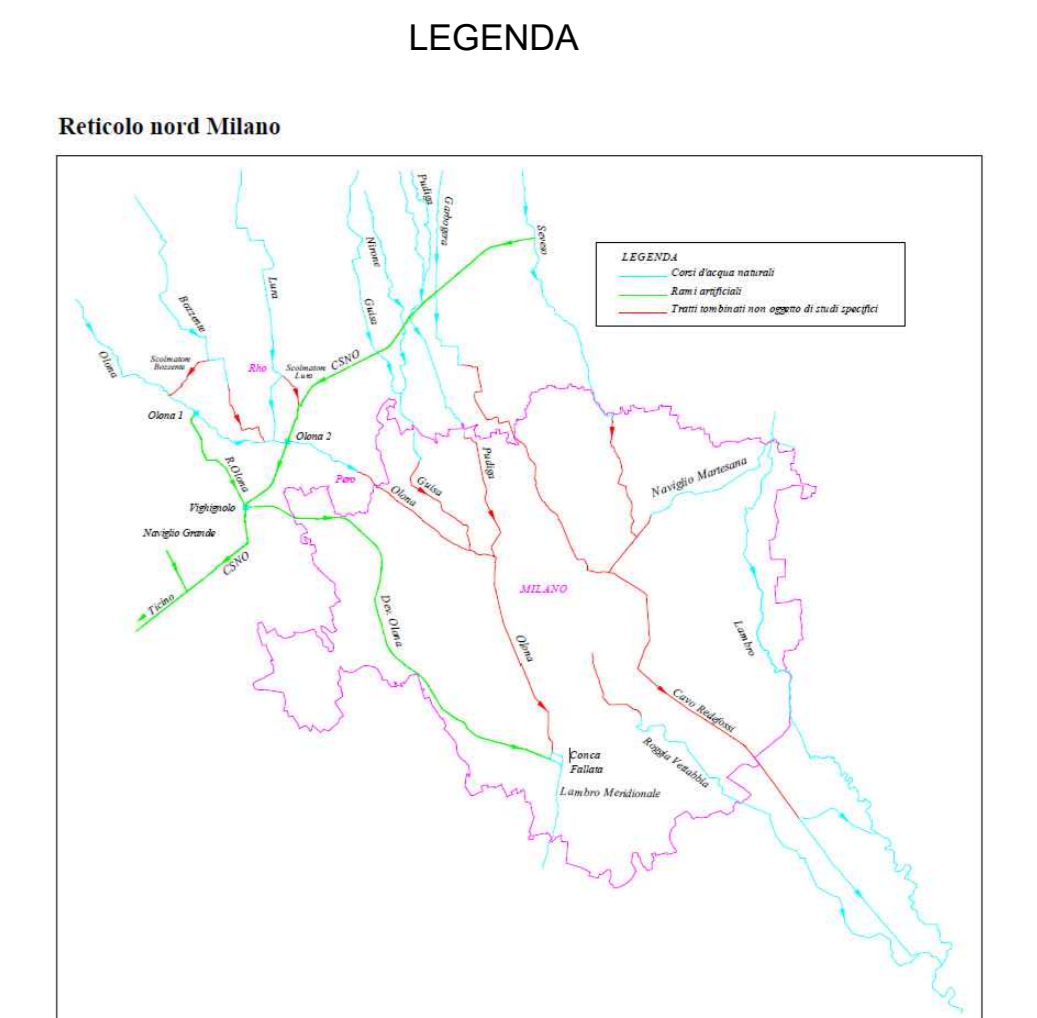 LEGENDA
Reticolo nord Milano
Pudiga
Garbogera
Seveso
Nirone
Guisa
Lura
Bozzente
Olona
LEGENDA
Corsi d'acqua naturali
Rami artificiali
Tratti tombinati non oggetto di studi specifici
CSNO
Scolmatore
Bozzente
Rho
Scolmatore
Lura
Olona 1
Olona 2
R.Olona
Pero
Olona
Guisa
Pudiga
Naviglio Martesana
Vighignolo
Naviglio Grande
CSNO
Ticino
MILANO
Dev. Olona
Olona
Lambro
Cavo Redefossi
Roggia Vettabbia
Conca
Fallata
Lambro Meridionale